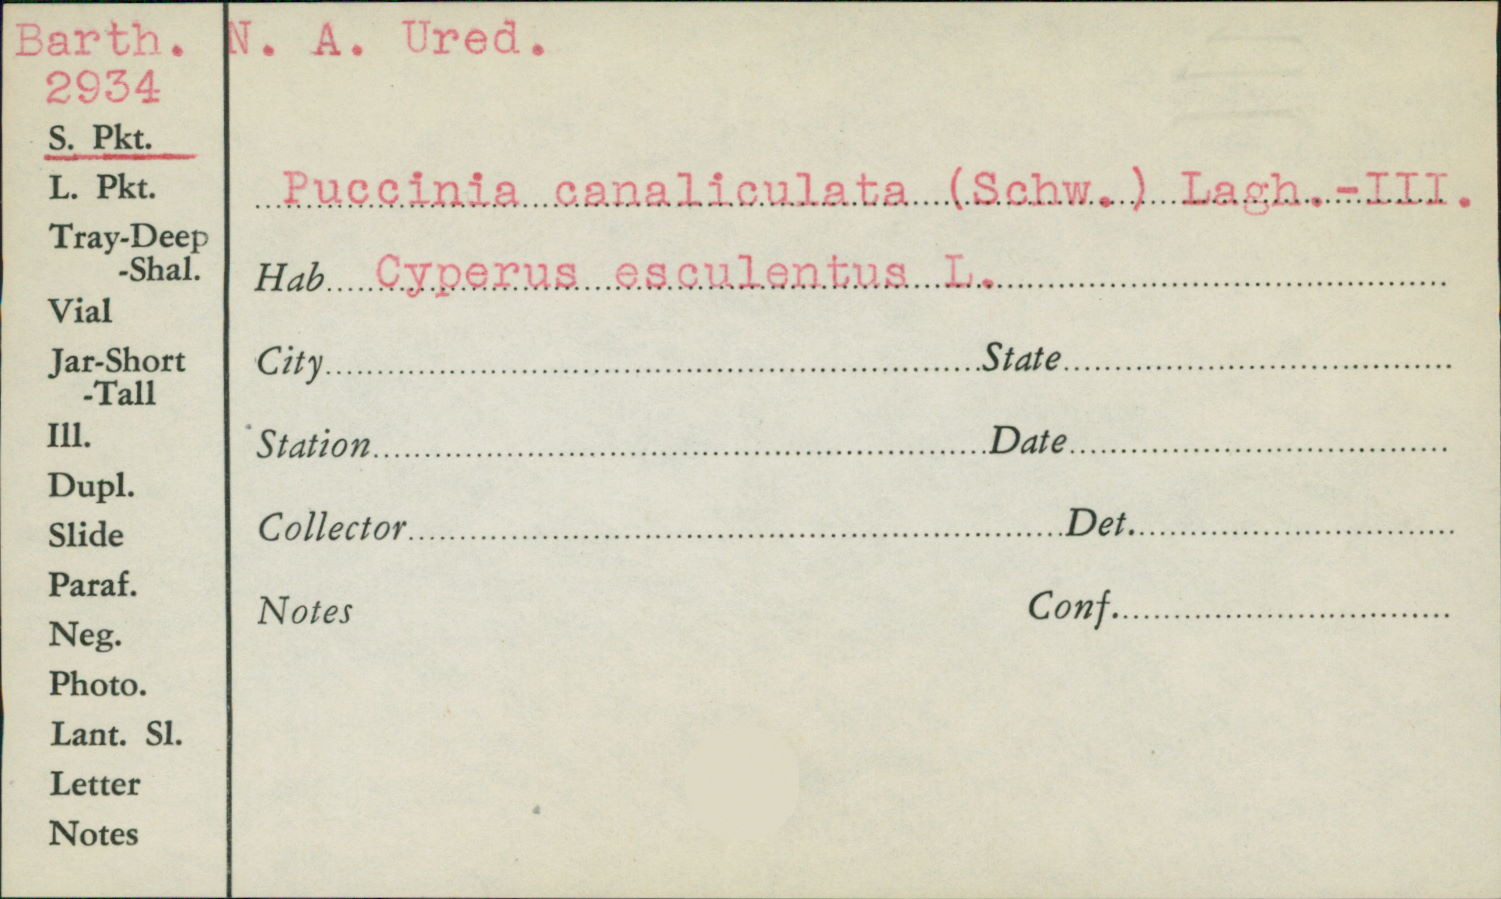 Barth. N. A. Ured.
2934
S. Pkt.
L. Pkt.
Tray-Deep
-Shal.
Vial
Jar-Short
-Tall
Ill.
Dupl.
Slide
Paraf.
Neg.
Photo.
Lant. Sl.
Letter
Notes
Puccinia canaliculata (Schw.) Lagh.-III.
Hab. Cyperus esculentus L.
City State
Station Date
Collector Det.
Notes Conf.